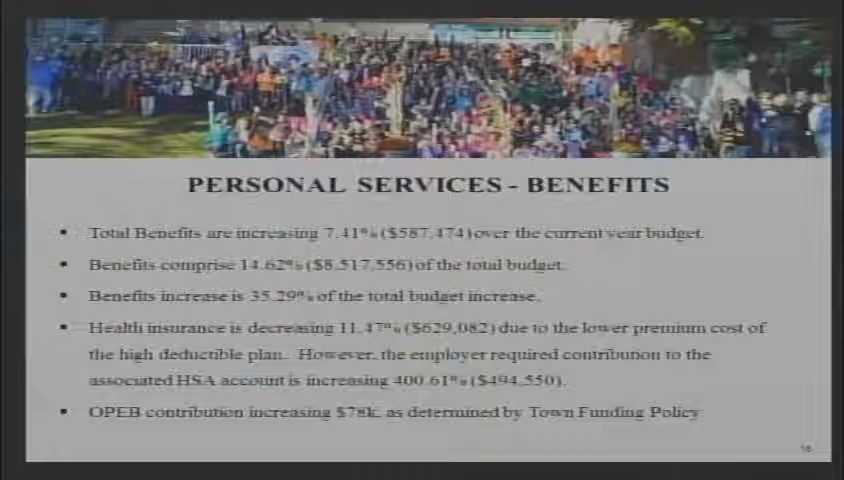 PERSONAL SERVICES - BENEFITS
▪ Total Benefits are increasing 7.41% ($587,474) over the current year budget.
▪ Benefits comprise 14.62% ($8,517,556) of the total budget.
▪ Benefits increase is 35.29% of the total budget increase.
▪ Health insurance is decreasing 11.47% ($629,082) due to the lower premium cost of
the high deductible plan. However, the employer required contribution to the
associated HSA account is increasing 400.61% ($494,550).
▪ OPEB contribution increasing $78k, as determined by Town Funding Policy